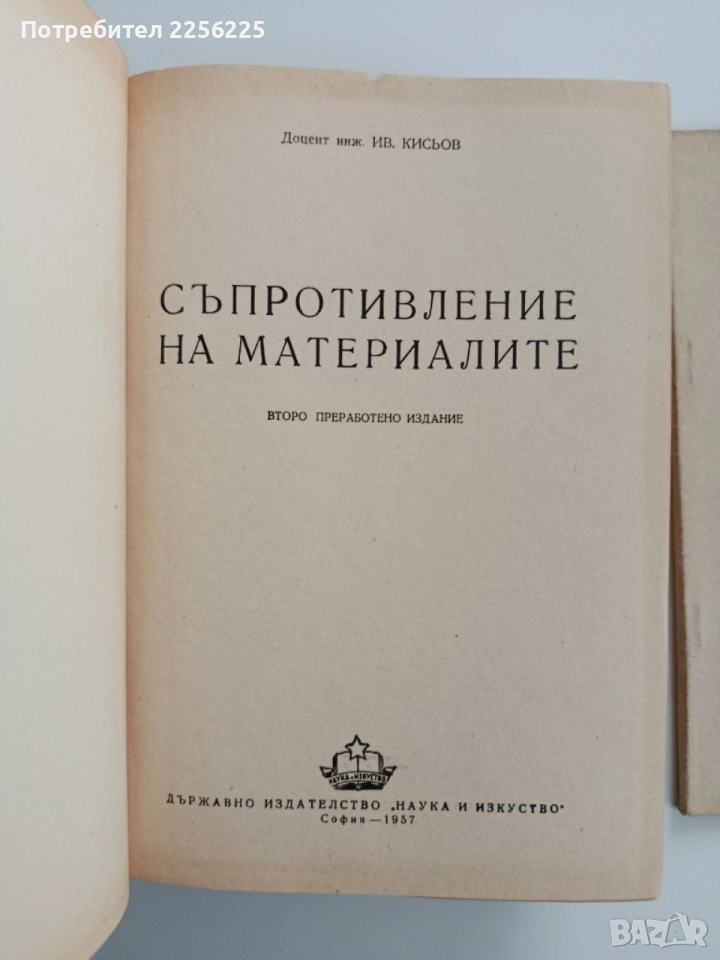 Потребител 2256225
Доцент инж. ИВ. КИСЬОВ
СЪПРОТИВЛЕНИЕ
НА МАТЕРИАЛИТЕ
ВТОРО ПРЕРАБОТЕНО ИЗДАНИЕ
НАУКА И ИЗКУСТВО
ДЪРЖАВНО ИЗДАТЕЛСТВО „НАУКА И ИЗКУСТВО"
София — 1957
BAZAR